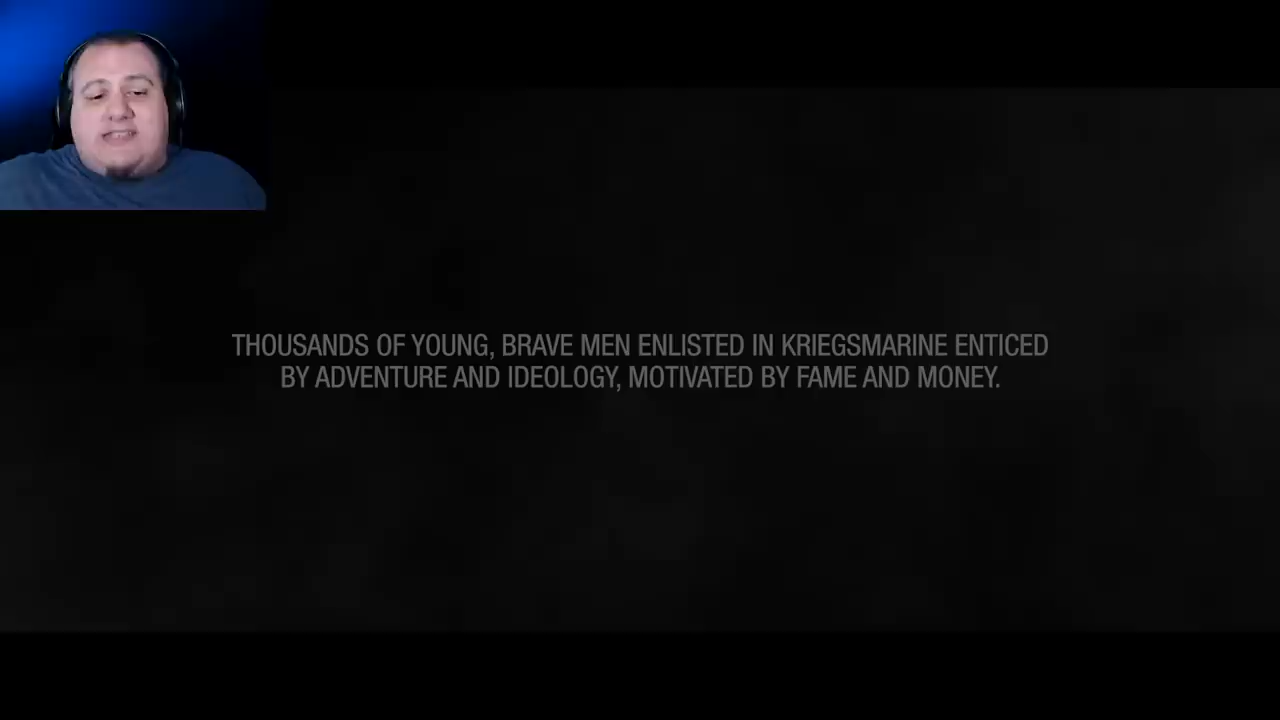 THOUSANDS OF YOUNG, BRAVE MEN ENLISTED IN KRIEGSMARINE ENTICED
BY ADVENTURE AND IDEOLOGY, MOTIVATED BY FAME AND MONEY.